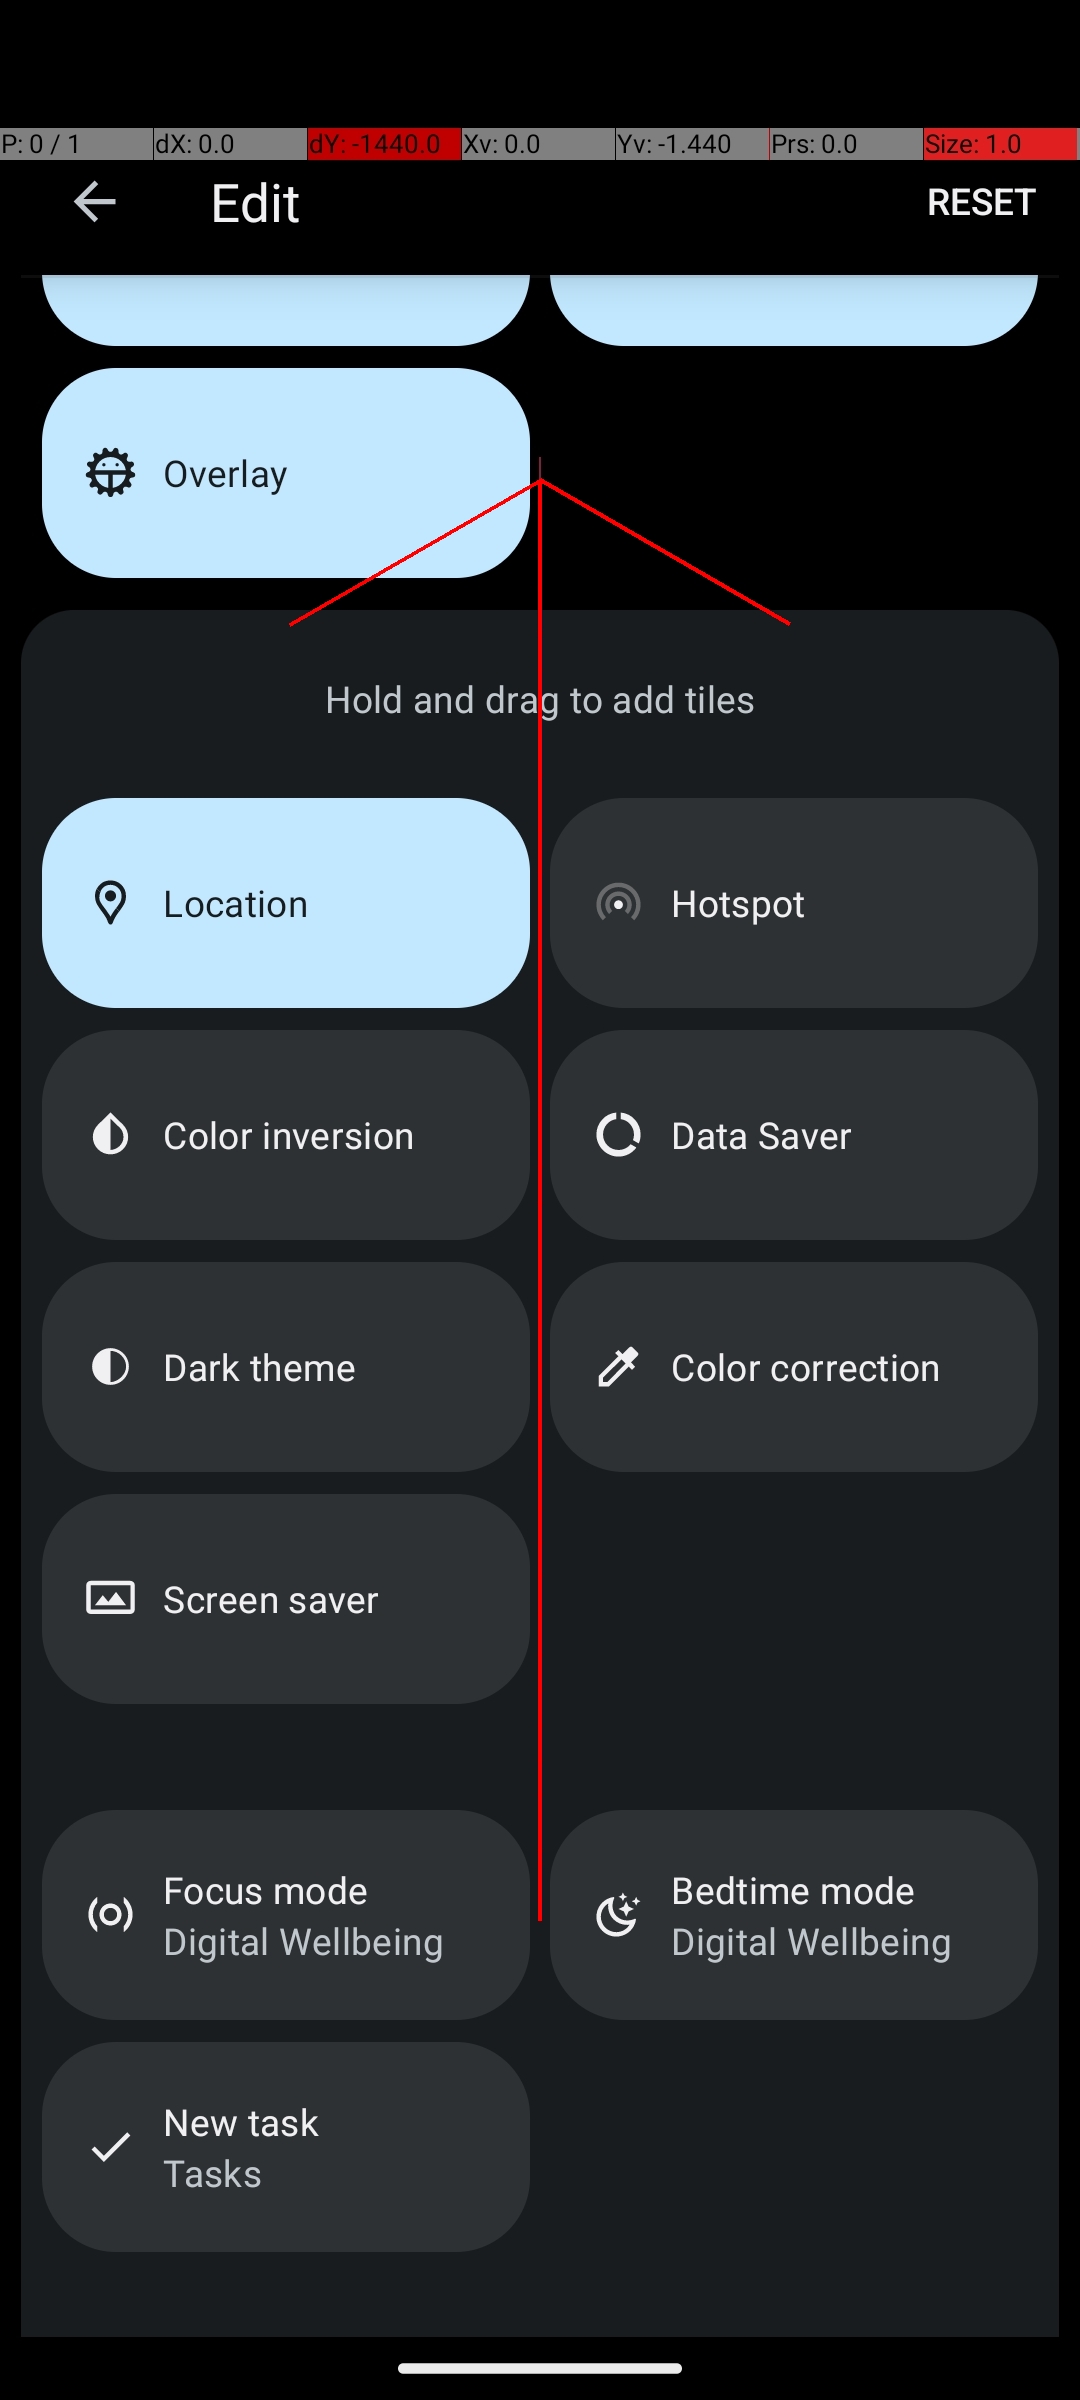 P: 0 / 1 dX: 0.0 dY: -1440.0 Xv: 0.0 Yv: -1.440 Prs: 0.0 Size: 1.0
Edit RESET
Overlay
Hold and drag to add tiles
Location Hotspot
Color inversion Data Saver
Dark theme Color correction
Screen saver
Focus mode Bedtime mode
Digital Wellbeing Digital Wellbeing
New task
Tasks